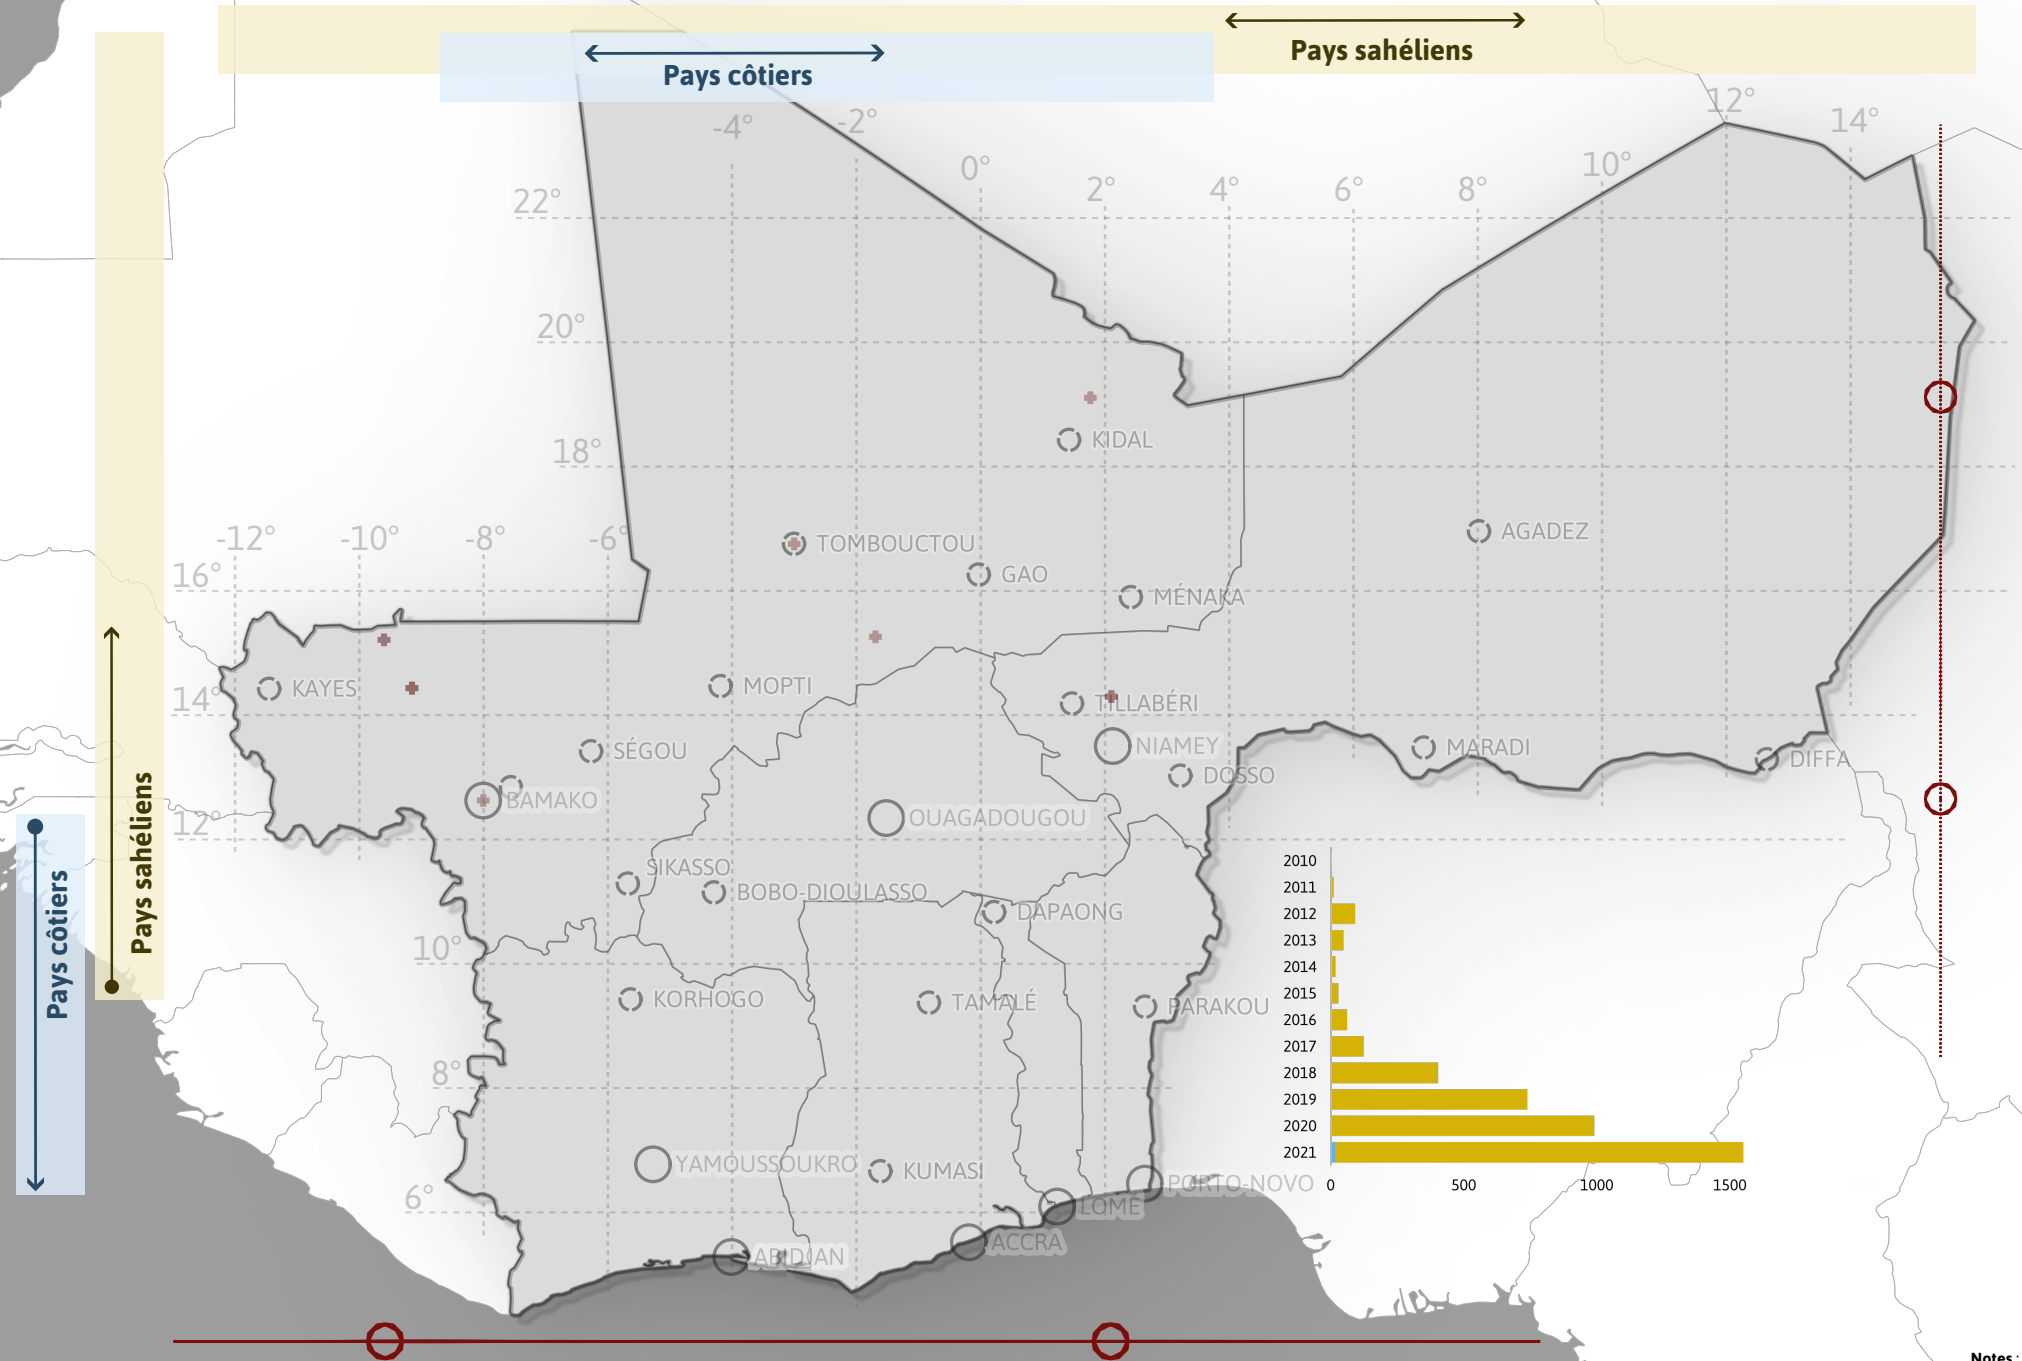 Pays sahéliens
Pays côtiers
-4°
-2°
0°
2°
4°
6°
8°
10°
12°
14°
22°
20°
18°
-12°
-10°
-8°
-6°
16°
14°
12°
10°
8°
6°
KIDAL
TOMBOUCTOU
GAO
MÉNAKA
AGADEZ
KAYES
MOPTI
TILLABÉRI
SÉGOU
NIAMEY
MARADI
DIFFA
DOSSO
BAMAKO
OUAGADOUGOU
SIKASSO
BOBO-DIOULASSO
DAPAONG
KORHOGO
TAMALÉ
PARAKOU
YAMOUSSOUKRO
KUMASI
PORTO-NOVO
LOMÉ
ACCRA
ABIDJAN
Pays sahéliens
Pays côtiers
2010
2011
2012
2013
2014
2015
2016
2017
2018
2019
2020
2021
0 500 1000 1500
Notes :